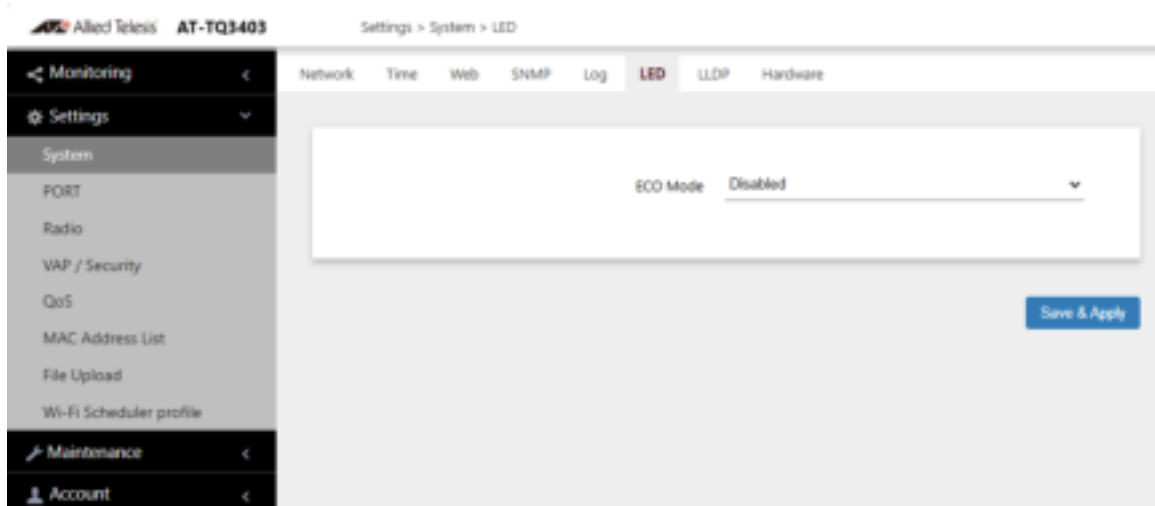 Allied Telesis AT-TQ3403
Settings > System > LED
Monitoring
Network Time Web SNMP Log LED LLDP Hardware
Settings
System
ECO Mode Disabled
PORT
Radio
VAP / Security
QoS
Save & Apply
MAC Address List
File Upload
Wi-Fi Scheduler profile
Maintenance
Account